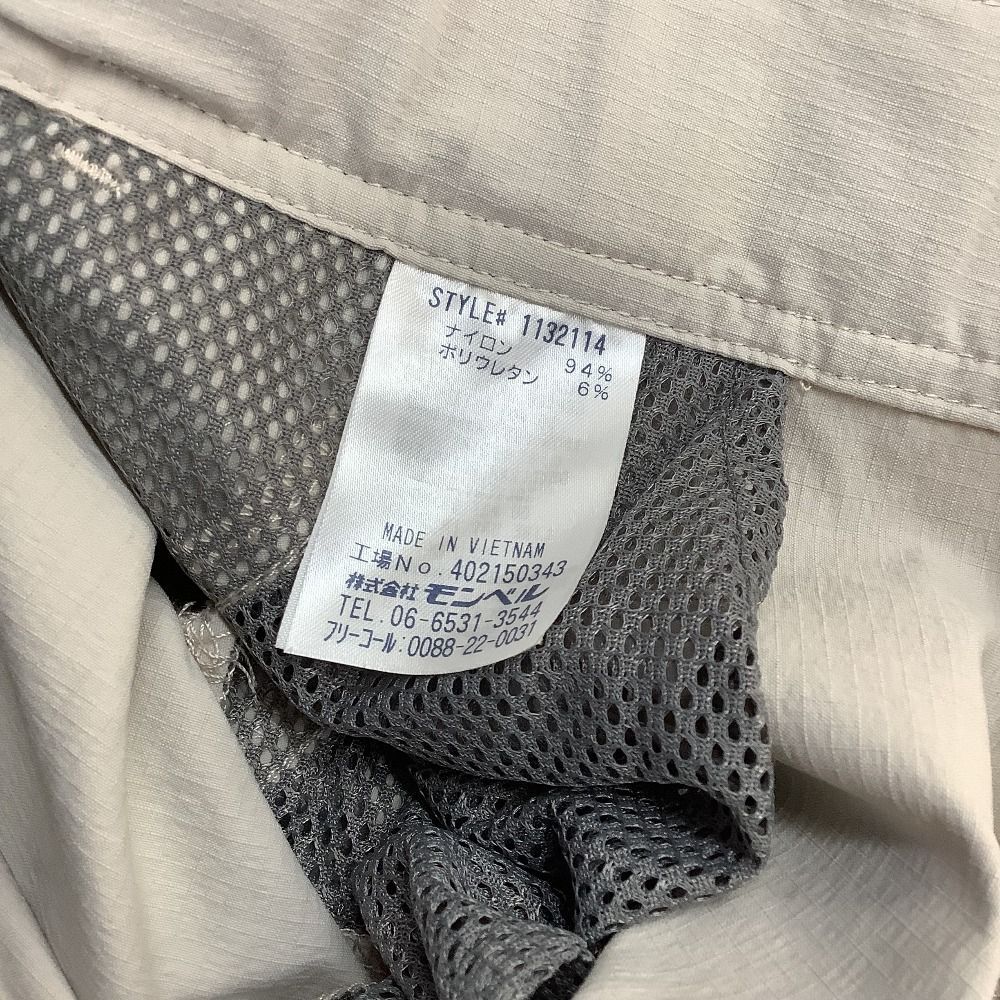 STYLE# 1132114
ナイロン 94%
ポリウレタン 6%
MADE IN VIETNAM
工場No.402150343
株式会社 モンベル
TEL.06-6531-3544
フリーコール:0088-22-0031